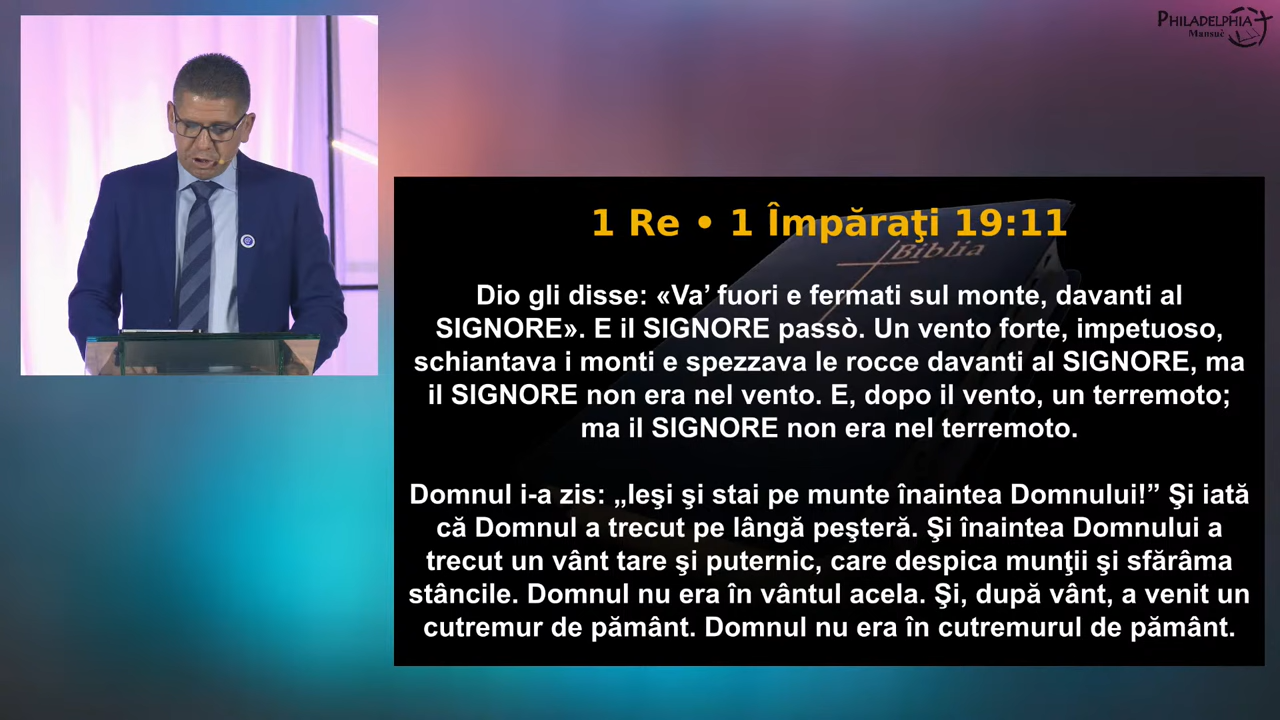 PHILADELPHIA
Mansuè
1 Re • 1 Împăraţi 19:11
Biblia
Dio gli disse: «Va’ fuori e fermati sul monte, davanti al
SIGNORE». E il SIGNORE passò. Un vento forte, impetuoso,
schiantava i monti e spezzava le rocce davanti al SIGNORE, ma
il SIGNORE non era nel vento. E, dopo il vento, un terremoto;
ma il SIGNORE non era nel terremoto.
Domnul i-a zis: „Ieşi şi stai pe munte înaintea Domnului!” Şi iată
că Domnul a trecut pe lângă peşteră. Şi înaintea Domnului a
trecut un vânt tare şi puternic, care despica munţii şi sfărâma
stâncile. Domnul nu era în vântul acela. Şi, după vânt, a venit un
cutremur de pământ. Domnul nu era în cutremurul de pământ.